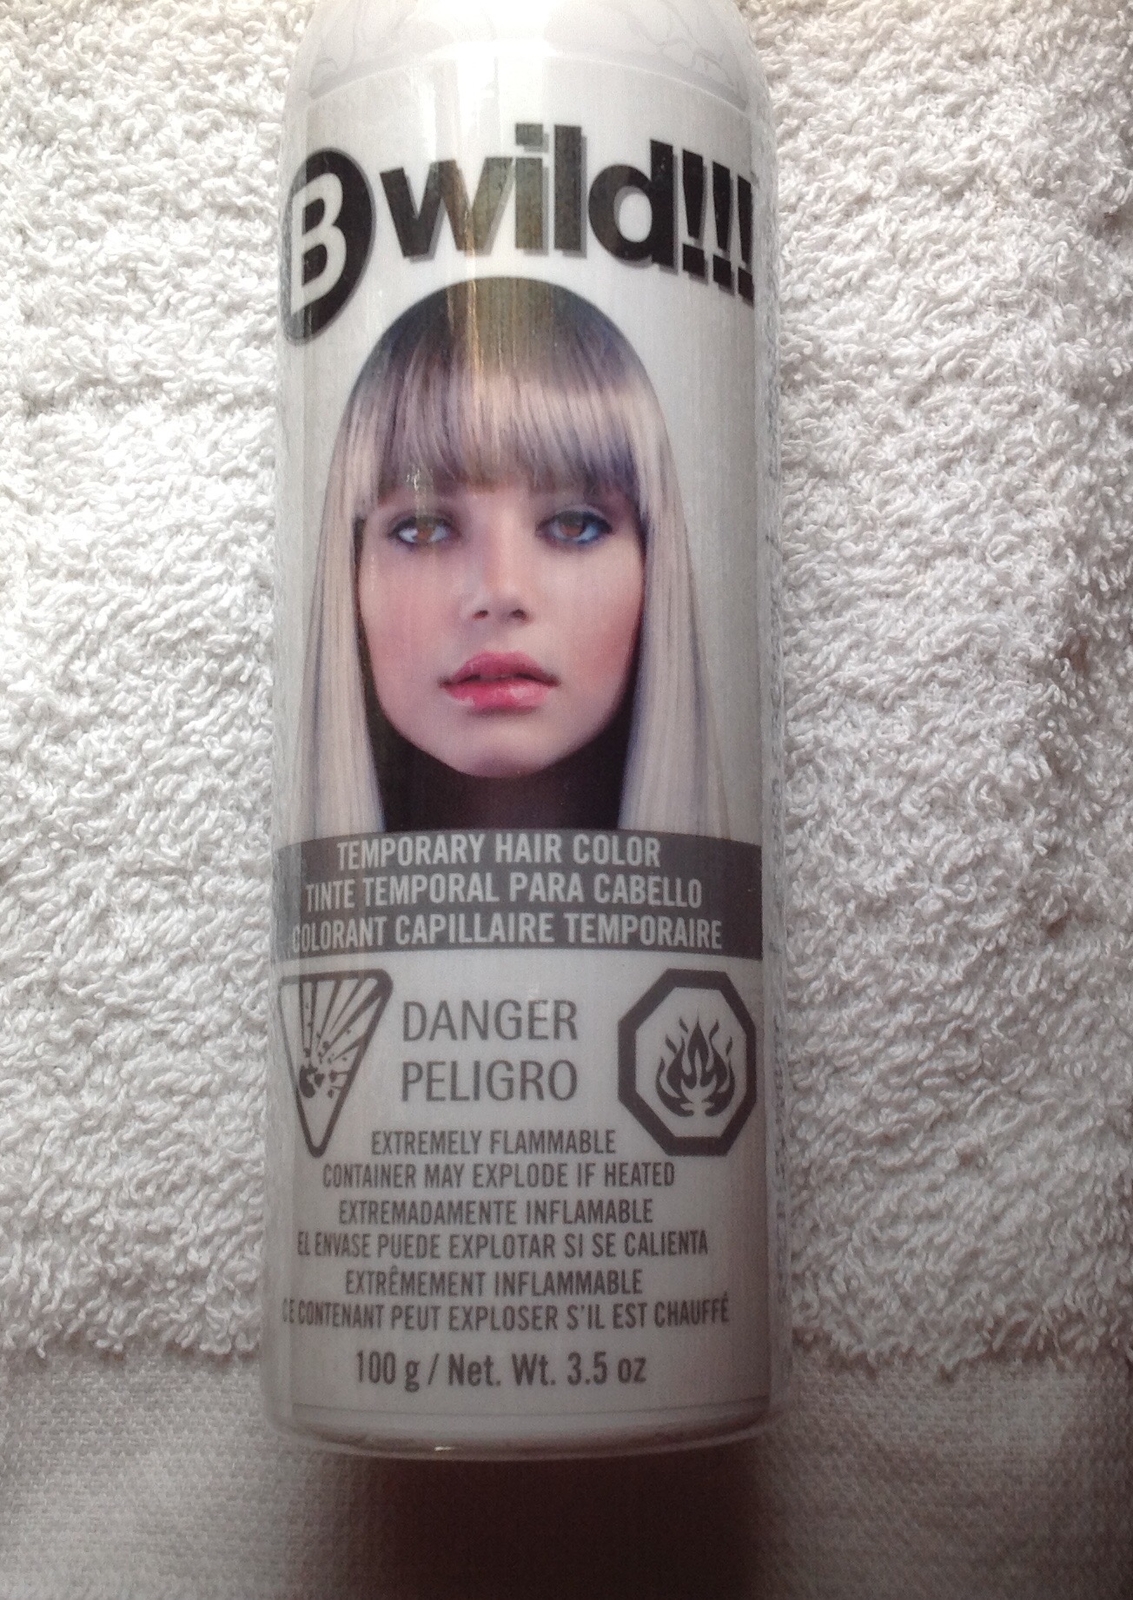 B wild!!!
TEMPORARY HAIR COLOR
TINTE TEMPORAL PARA CABELLO
COLORANT CAPILLAIRE TEMPORAIRE
DANGER
PELIGRO
EXTREMELY FLAMMABLE
CONTAINER MAY EXPLODE IF HEATED
EXTREMADAMENTE INFLAMABLE
EL ENVASE PUEDE EXPLOTAR SI SE CALIENTA
EXTRÊMEMENT INFLAMMABLE
CE CONTENANT PEUT EXPLOSER S'IL EST CHAUFFÉ
100 g / Net. Wt. 3.5 oz